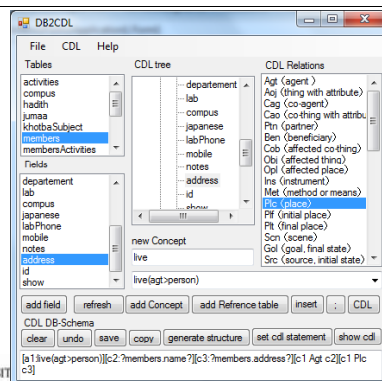 DB2CDL
File CDL Help
Tables
activities
compus
hadith
jumaa
khotbaSubject
members
membersActivities
Fields
departement
lab
compus
japanese
labPhone
mobile
notes
address
id
show
CDL tree
departement
lab
compus
japanese
labPhone
mobile
notes
address
id
show
new Concept
live
live(agt>person)
CDL Relations
Agt (agent )
Aoj (thing with attribute)
Cag (co-agent)
Cao (co-thing with attribu
Ptn (partner)
Ben (beneficiary)
Cob (affected co-thing)
Obj (affected thing)
Opl (affected place)
Ins (instrument)
Met (method or means)
Plc (place)
Plf (initial place)
Plt (final place)
Scn (scene)
Gol (goal, final state)
Src (source, initial state)
add field refresh add Concept add Refrence table insert ; CDL
CDL DB-Schema
clear undo save copy generate structure set cdl statement show cdl
[a1:live(agt>person)][c2:?members.name?][c3:?members.address?][c1 Agt c2][c1 Plc
c3]